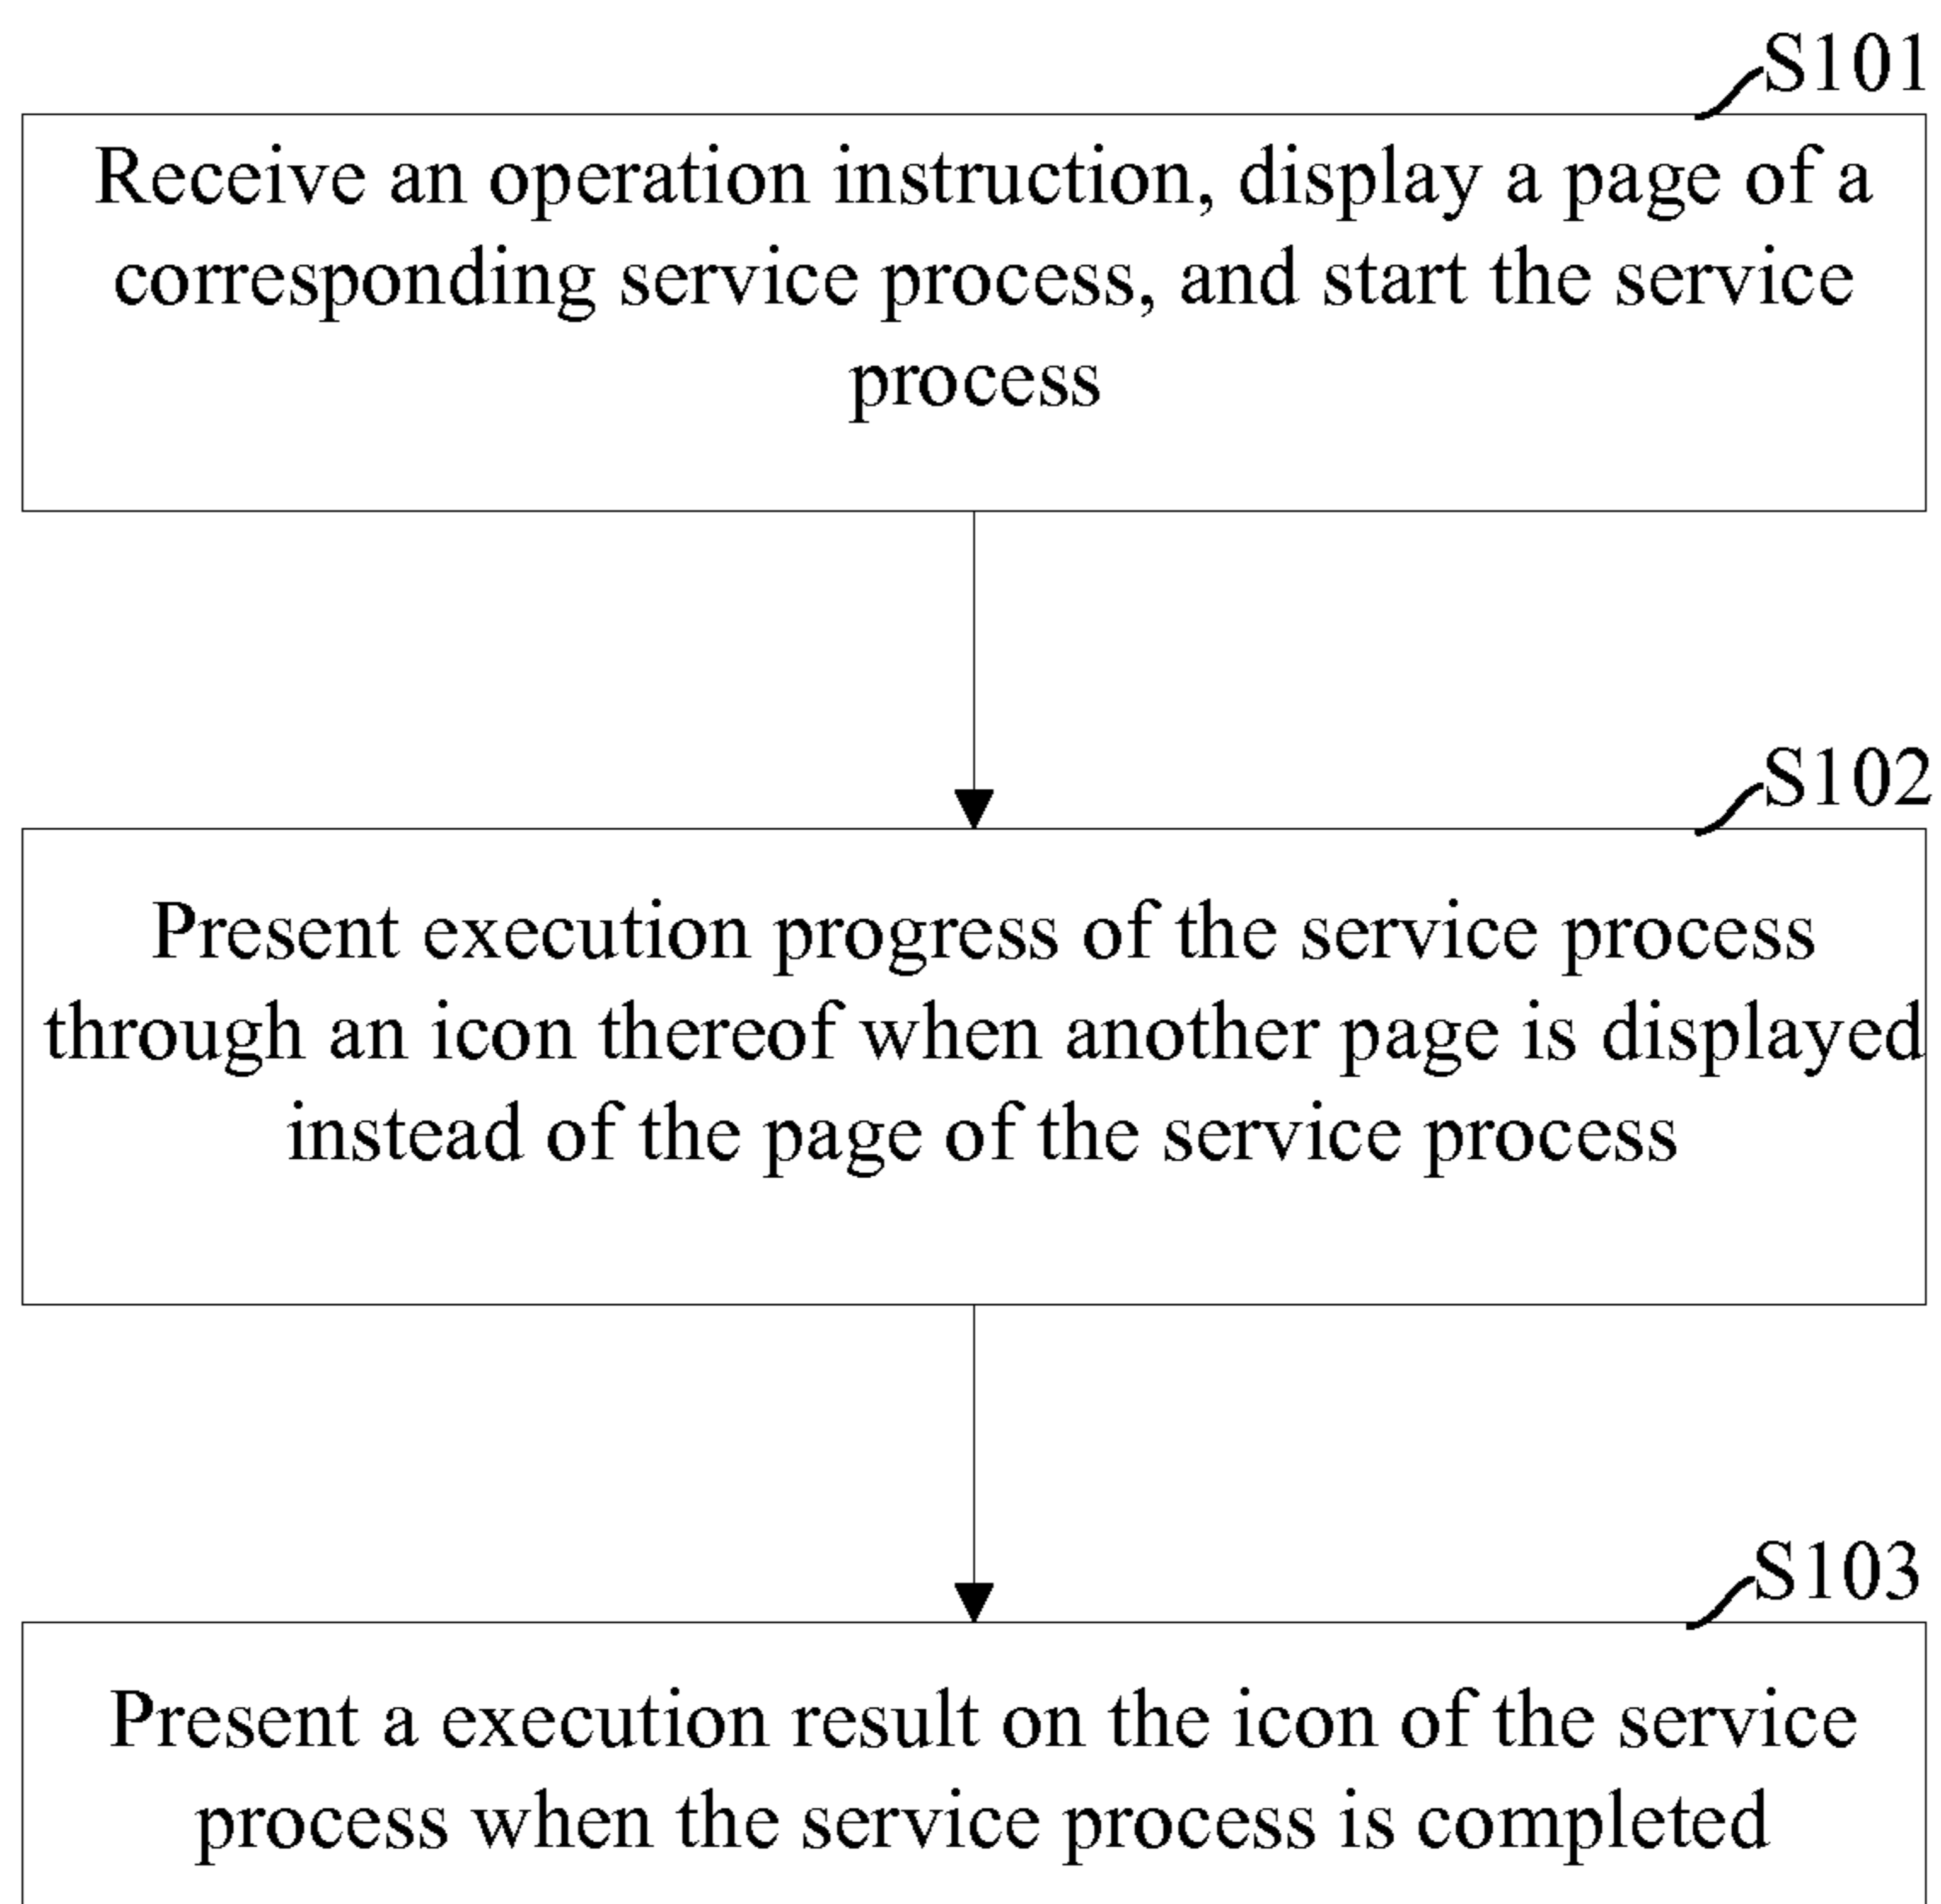 S101
Receive an operation instruction, display a page of a
corresponding service process, and start the service
process
S102
Present execution progress of the service process
through an icon thereof when another page is displayed
instead of the page of the service process
S103
Present a execution result on the icon of the service
process when the service process is completed